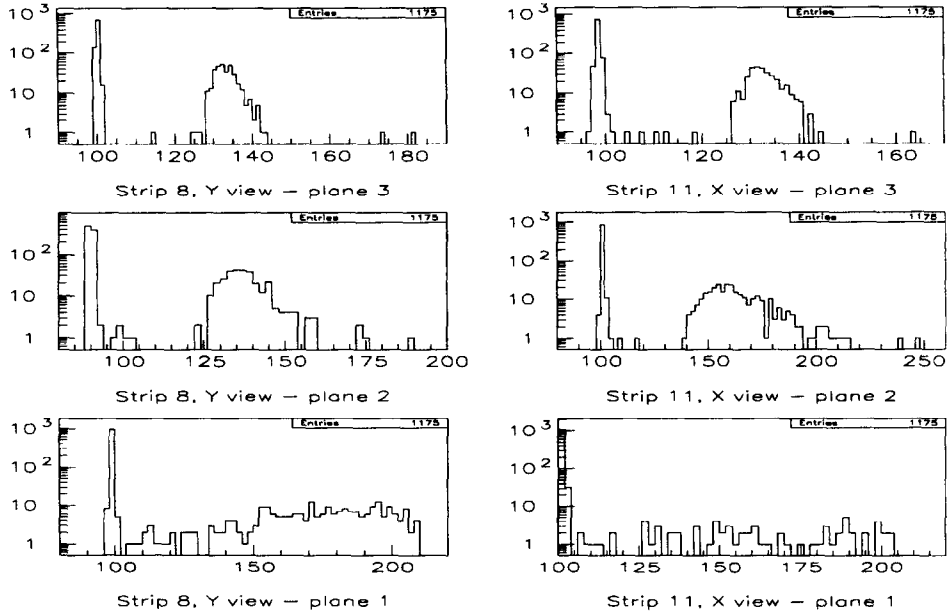 Entries 1175
10³
10²
10
1
100 120 140 160 180
Strip 8, Y view – plane 3
Entries 1175
10³
10²
10
1
100 120 140 160
Strip 11, X view – plane 3
Entries 1175
10²
10
1
100 125 150 175 200
Strip 8, Y view – plane 2
Entries 1175
10³
10²
10
1
100 150 200 250
Strip 11, X view – plane 2
Entries 1175
10³
10²
10
1
100 150 200
Strip 8, Y view – plane 1
Entries 1175
10³
10²
10
1
100 125 150 175 200
Strip 11, X view – plane 1